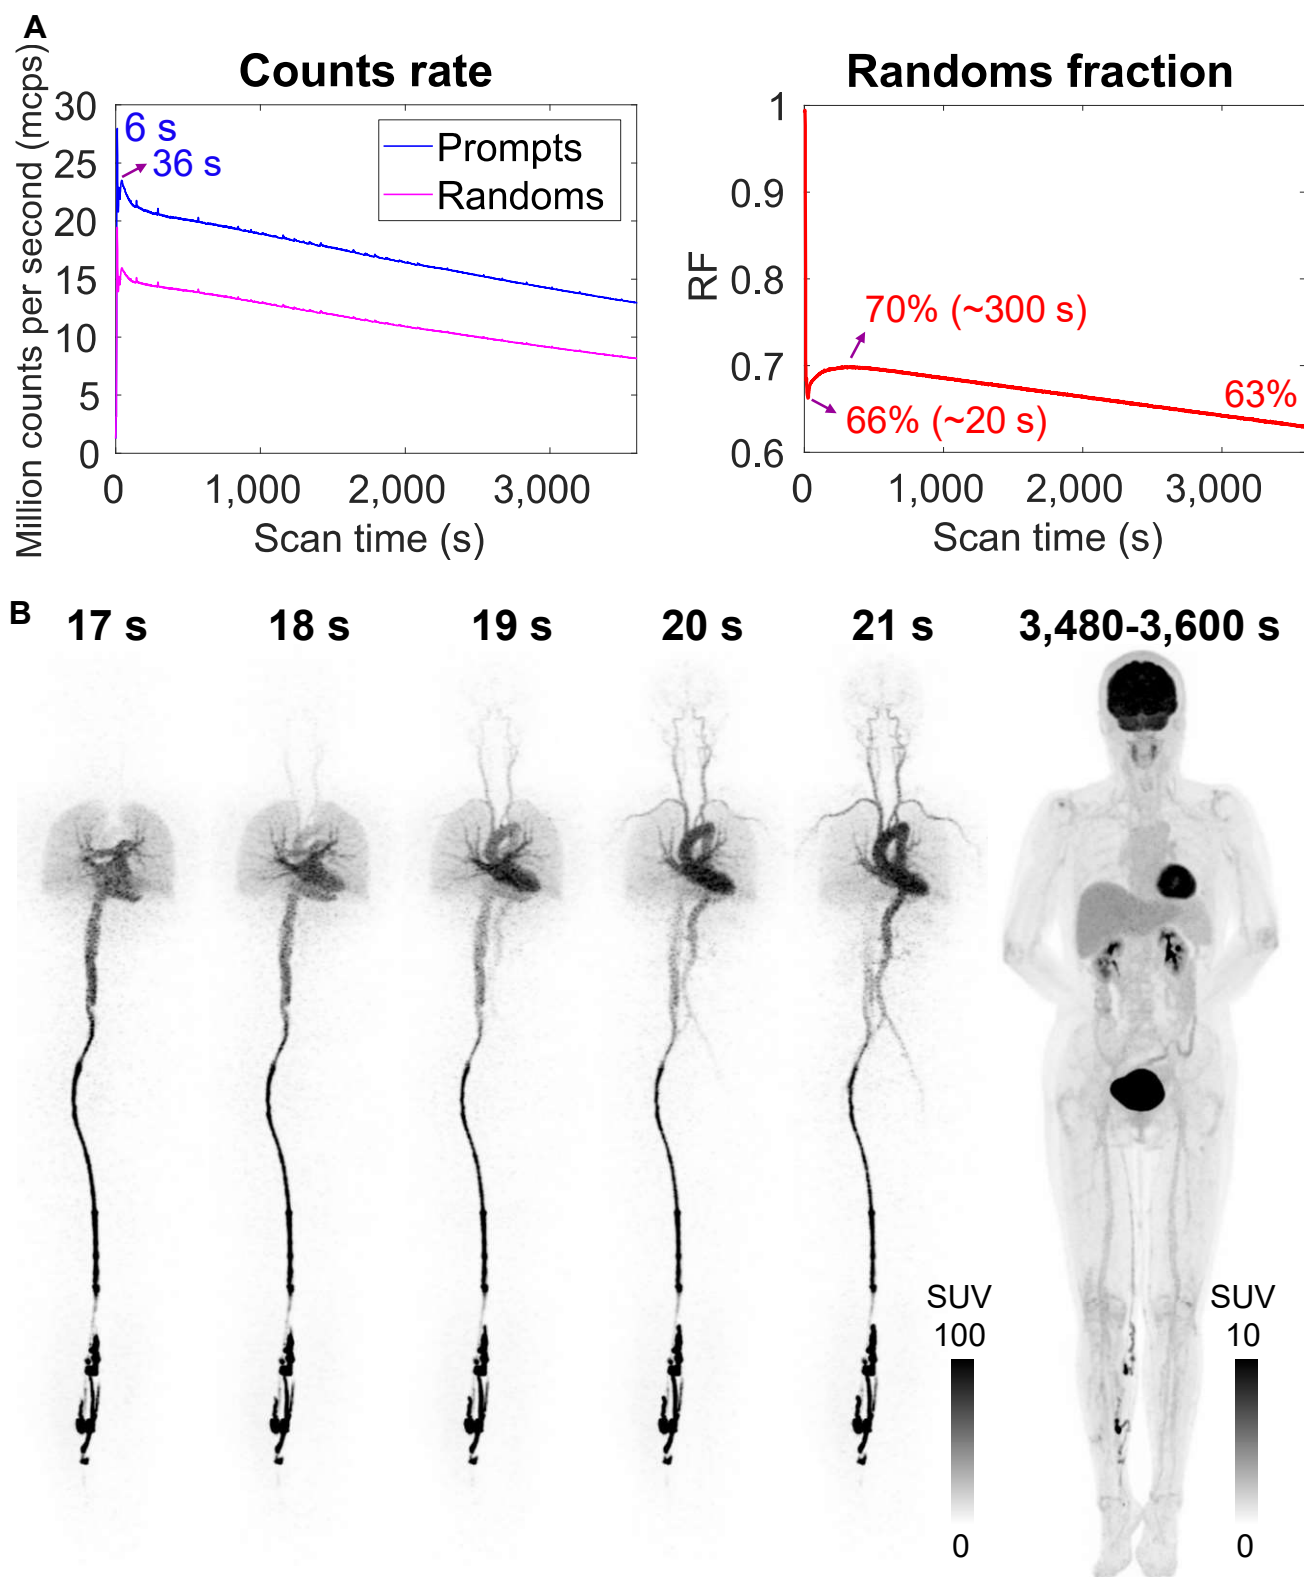 A
Counts rate
Randoms fraction
Million counts per second (mcps)
30
25
20
15
10
5
0
6 s
36 s
Prompts
Randoms
0
1,000
2,000
3,000
Scan time (s)
RF
1
0.9
0.8
0.7
0.6
70% (~300 s)
66% (~20 s)
63%
0
1,000
2,000
3,000
Scan time (s)
B
17 s
18 s
19 s
20 s
21 s
3,480-3,600 s
SUV
100
0
SUV
10
0